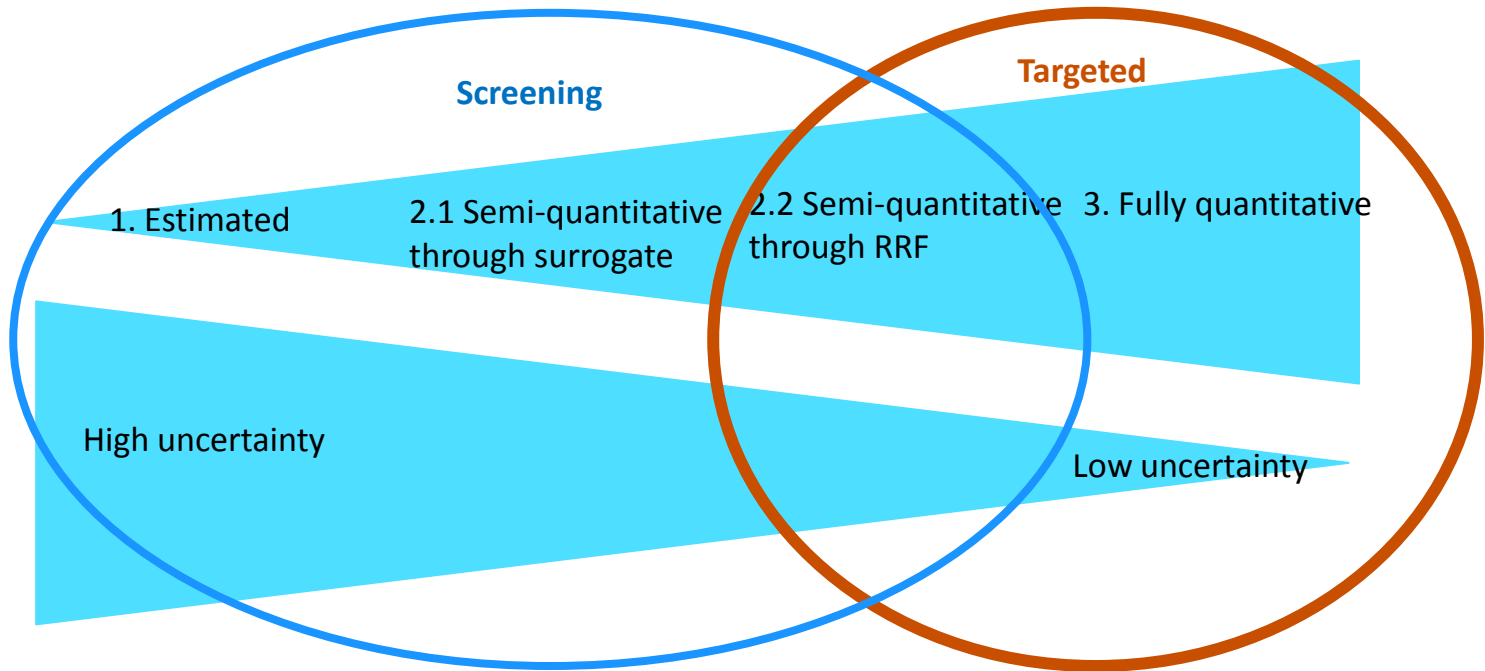 Screening
Targeted
1. Estimated
2.1 Semi-quantitative
through surrogate
2.2 Semi-quantitative
through RRF
3. Fully quantitative
High uncertainty
Low uncertainty